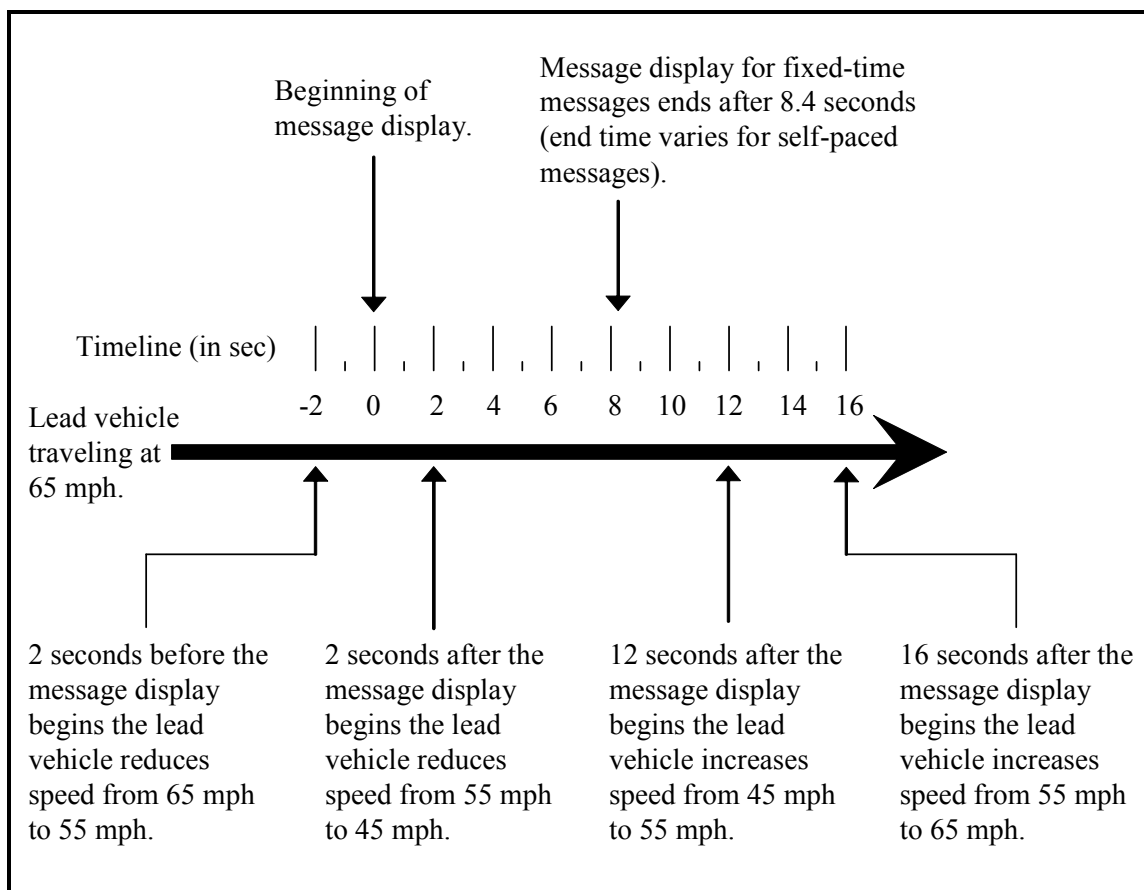 Beginning of
message display.
Message display for fixed-time
messages ends after 8.4 seconds
(end time varies for self-paced
messages).
Timeline (in sec)
-2 0 2 4 6 8 10 12 14 16
Lead vehicle
traveling at
65 mph.
2 seconds before the
message display
begins the lead
vehicle reduces
speed from 65 mph
to 55 mph.
2 seconds after the
message display
begins the lead
vehicle reduces
speed from 55 mph
to 45 mph.
12 seconds after the
message display
begins the lead
vehicle increases
speed from 45 mph
to 55 mph.
16 seconds after the
message display
begins the lead
vehicle increases
speed from 55 mph
to 65 mph.